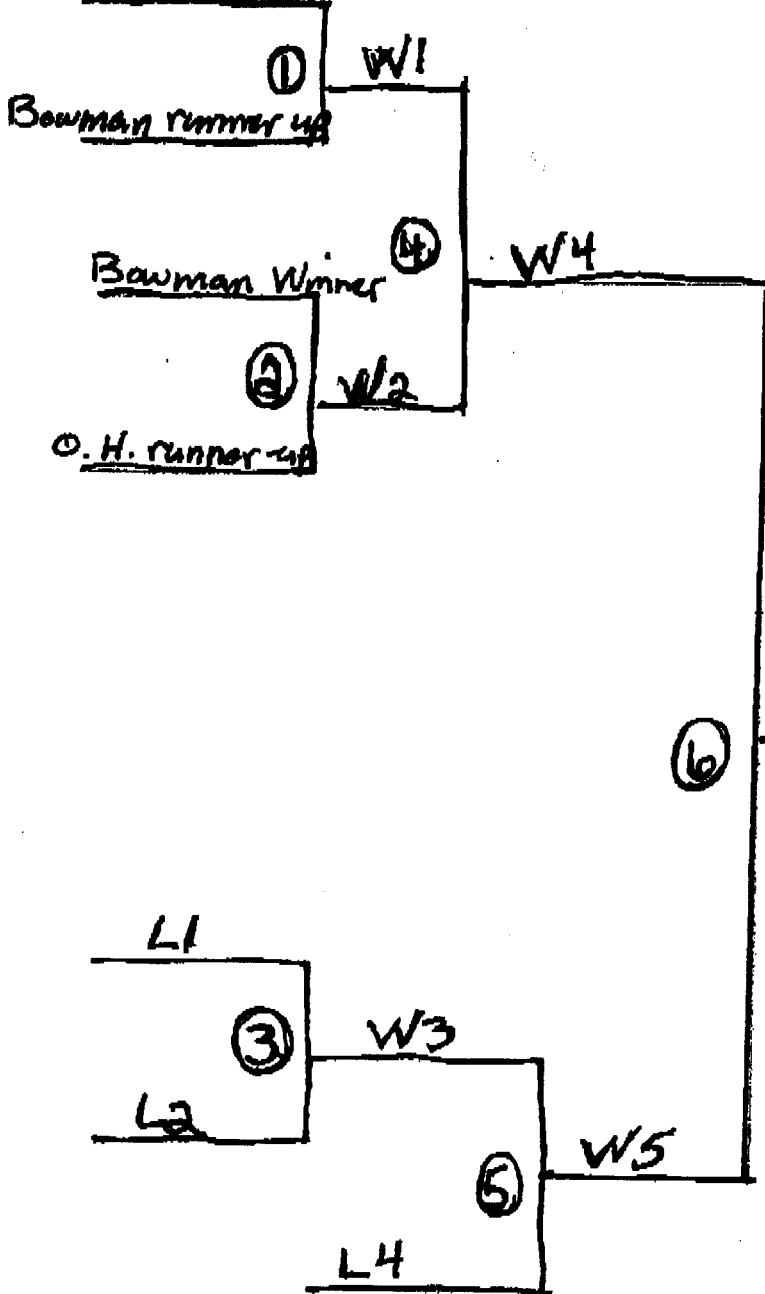 ① W1
Bowman runner up
④
Bowman Winner
W4
② W2
O. H. runner-up
⑥
L1
③ W3
L2
W5
⑤
L4